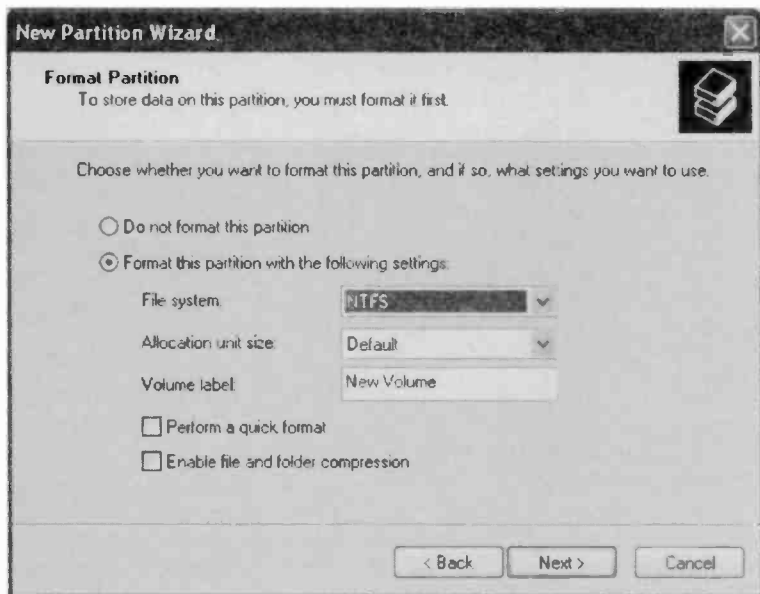 New Partition Wizard
Format Partition
To store data on this partition, you must format it first.
Choose whether you want to format this partition, and if so, what settings you want to use.
Do not format this partition
Format this partition with the following settings:
File system: NTFS
Allocation unit size: Default
Volume label: New Volume
Perform a quick format
Enable file and folder compression
< Back Next > Cancel